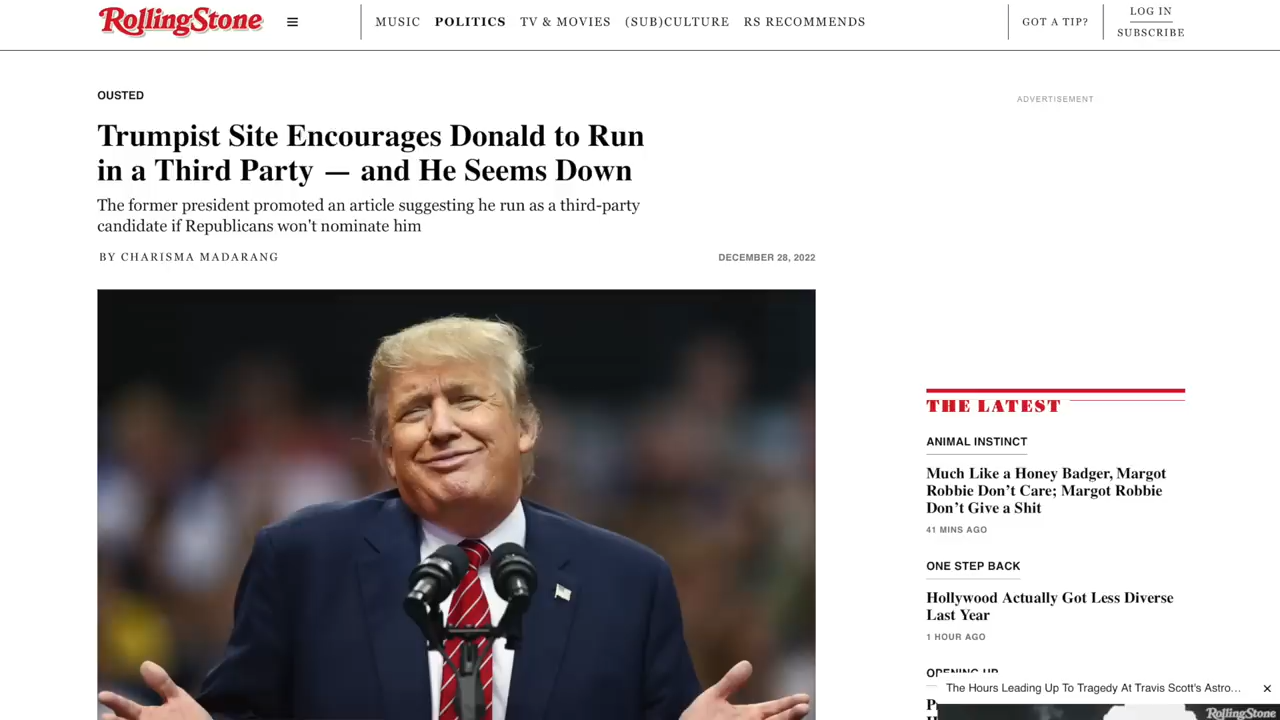 RollingStone
MUSIC POLITICS TV & MOVIES (SUB)CULTURE RS RECOMMENDS
GOT A TIP?
LOG IN
SUBSCRIBE
OUSTED
Trumpist Site Encourages Donald to Run
in a Third Party — and He Seems Down
The former president promoted an article suggesting he run as a third-party
candidate if Republicans won't nominate him
BY CHARISMA MADARANG
DECEMBER 28, 2022
ADVERTISEMENT
THE LATEST
ANIMAL INSTINCT
Much Like a Honey Badger, Margot
Robbie Don't Care; Margot Robbie
Don't Give a Shit
41 MINS AGO
ONE STEP BACK
Hollywood Actually Got Less Diverse
Last Year
1 HOUR AGO
OPENING UP
The Hours Leading Up To Tragedy At Travis Scott's Astro...
RollingStone